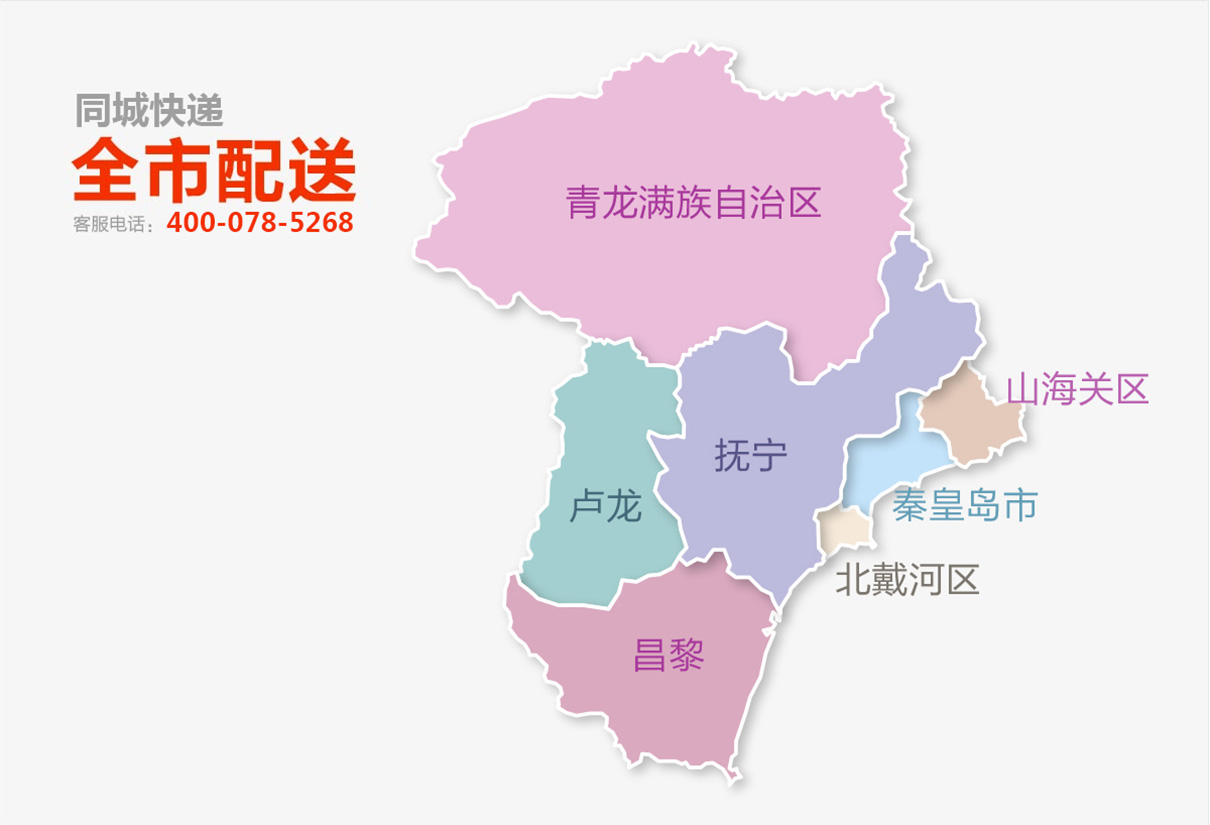 同城快递
全市配送
客服电话：400-078-5268
青龙满族自治区
山海关区
抚宁
卢龙
秦皇岛市
北戴河区
昌黎